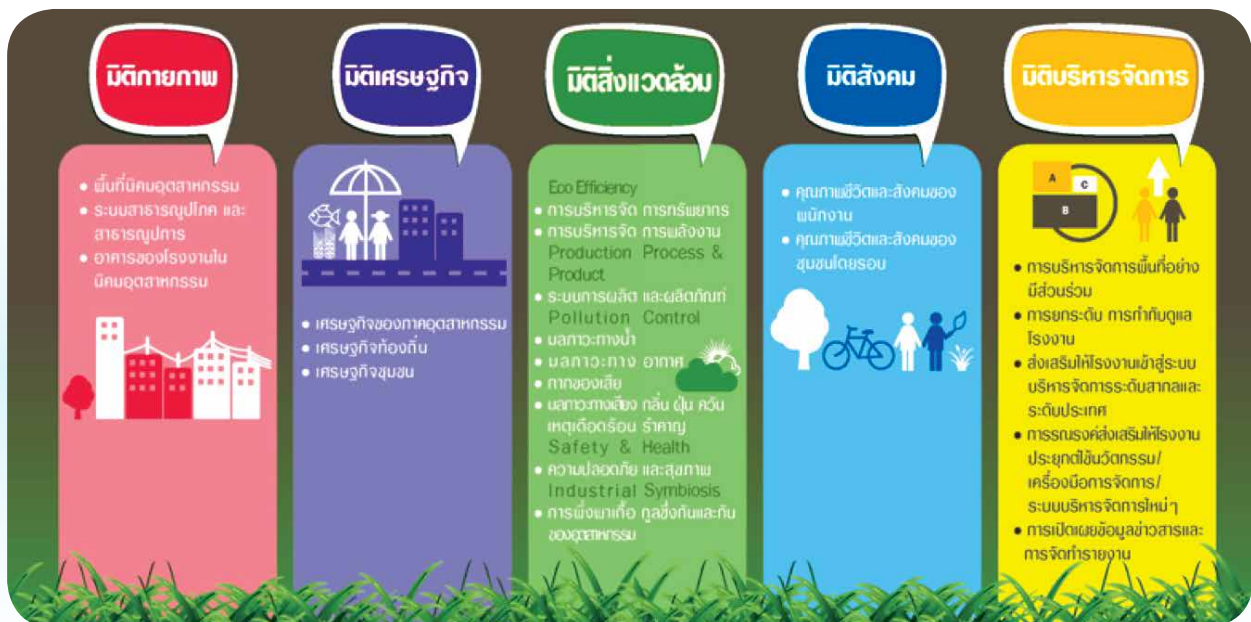 มิติกายภาพ
• พื้นที่นิคมอุตสาหกรรม
• ระบบสาธารณูปโภค และ
สาธารณูปการ
• อาคารของโรงงานใน
นิคมอุตสาหกรรม
มิติเศรษฐกิจ
• เศรษฐกิจของภาคอุตสาหกรรม
• เศรษฐกิจท้องถิ่น
• เศรษฐกิจชุมชน
มิติสิ่งแวดล้อม
Eco Efficiency
• การบริหารจัด การทรัพยากร
• การบริหารจัด การพลังงาน
Production Process &
Product
• ระบบการผลิต และผลิตภัณฑ์
Pollution Control
• มลภาวะทางน้ำ
• มลภาวะทาง อากาศ
• กากของเสีย
• มลภาวะทางเสียง กลิ่น ฝุ่น ควัน
เหตุเดือดร้อน รำคาญ
Safety & Health
• ความปลอดภัย และสุขภาพ
Industrial Symbiosis
• การพึ่งพาเกื้อ กูลซึ่งกันและกัน
ของอุตสาหกรรม
มิติสังคม
• คุณภาพชีวิตและสังคมของ
พนักงาน
• คุณภาพชีวิตและสังคมของ
ชุมชนโดยรอบ
มิติบริหารจัดการ
A
C
B
• การบริหารจัดการพื้นที่อย่าง
มีส่วนร่วม
• การยกระดับ การกำกับดูแล
โรงงาน
• ส่งเสริมให้โรงงานเข้าสู่ระบบ
บริหารจัดการระดับสากลและ
ระดับประเทศ
• การรณรงค์ส่งเสริมให้โรงงาน
ประยุกต์ใช้นวัตกรรม/
เครื่องมือการจัดการ/
ระบบบริหารจัดการใหม่ๆ
• การเปิดเผยข้อมูลข่าวสารและ
การจัดทำรายงาน